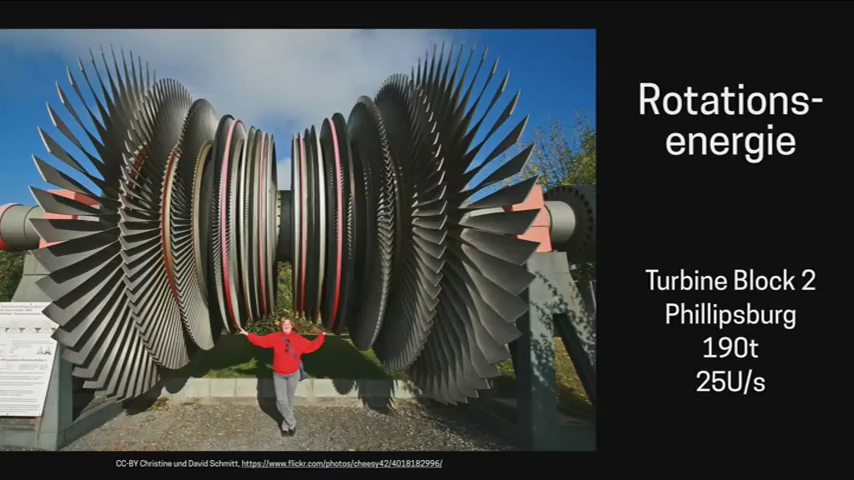 Rotations-
energie
Turbine Block 2
Phillipsburg
190t
25U/s
CC-BY Christine und David Schmitt, https://www.flickr.com/photos/cheesy42/4018182996/